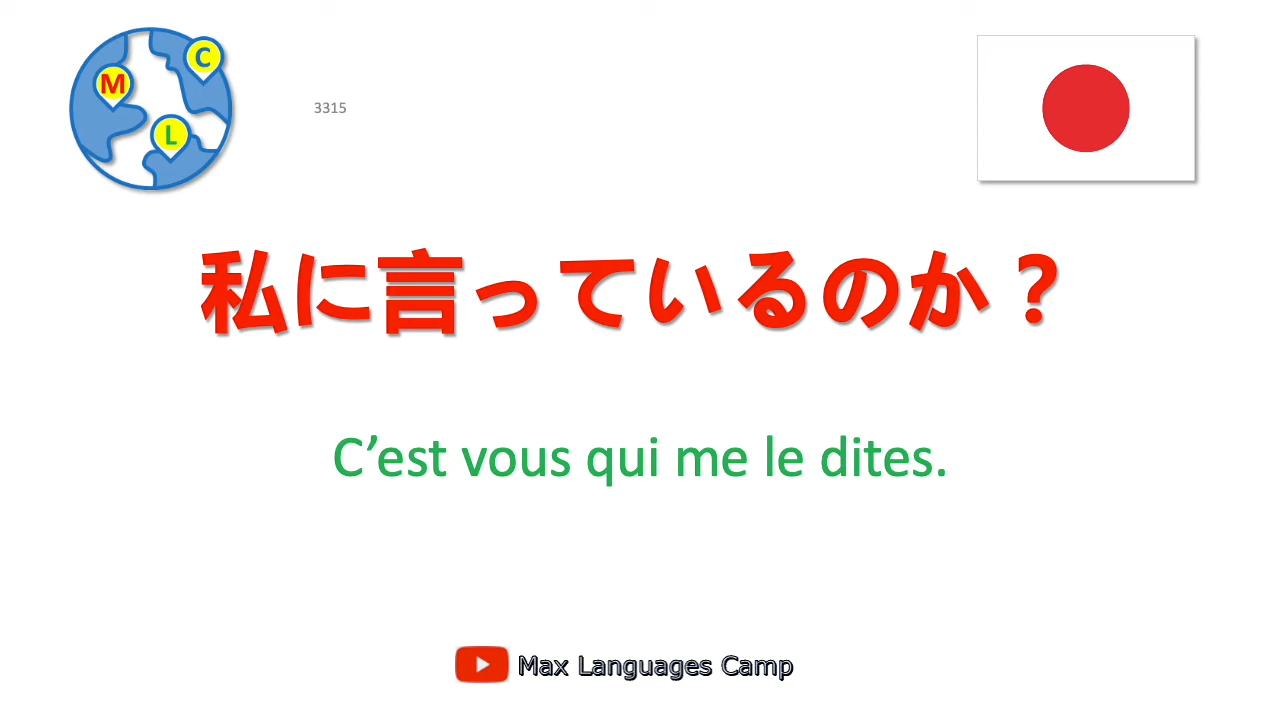 M
C
L
3315
私に言っているのか？
C’est vous qui me le dites.
Max Languages Camp